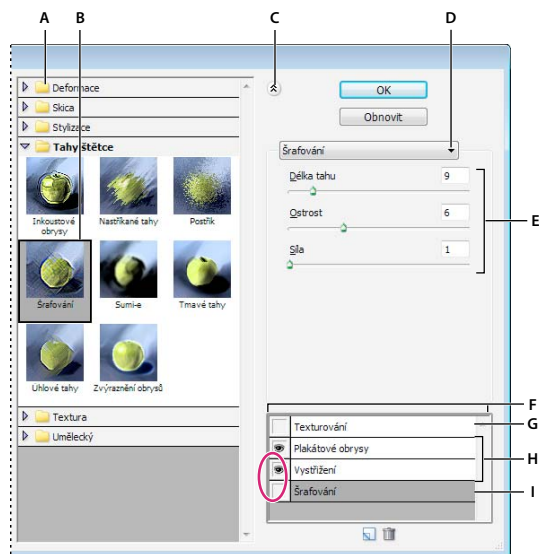 A B C D
Deformace
Skica
Stylizace
Tahy štětce
Inkoustové
obrysy
Nastříkané tahy
Postřik
Šrafování
Sumi-e
Tmavé tahy
Úhlové tahy
Zvýraznění obrysů
Textura
Umělecký
OK
Obnovit
Šrafování
Délka tahu 9
Ostrost 6
Síla 1
E
F
Texturování
G
Plakátové obrysy
H
Vystřižení
Šrafování
I